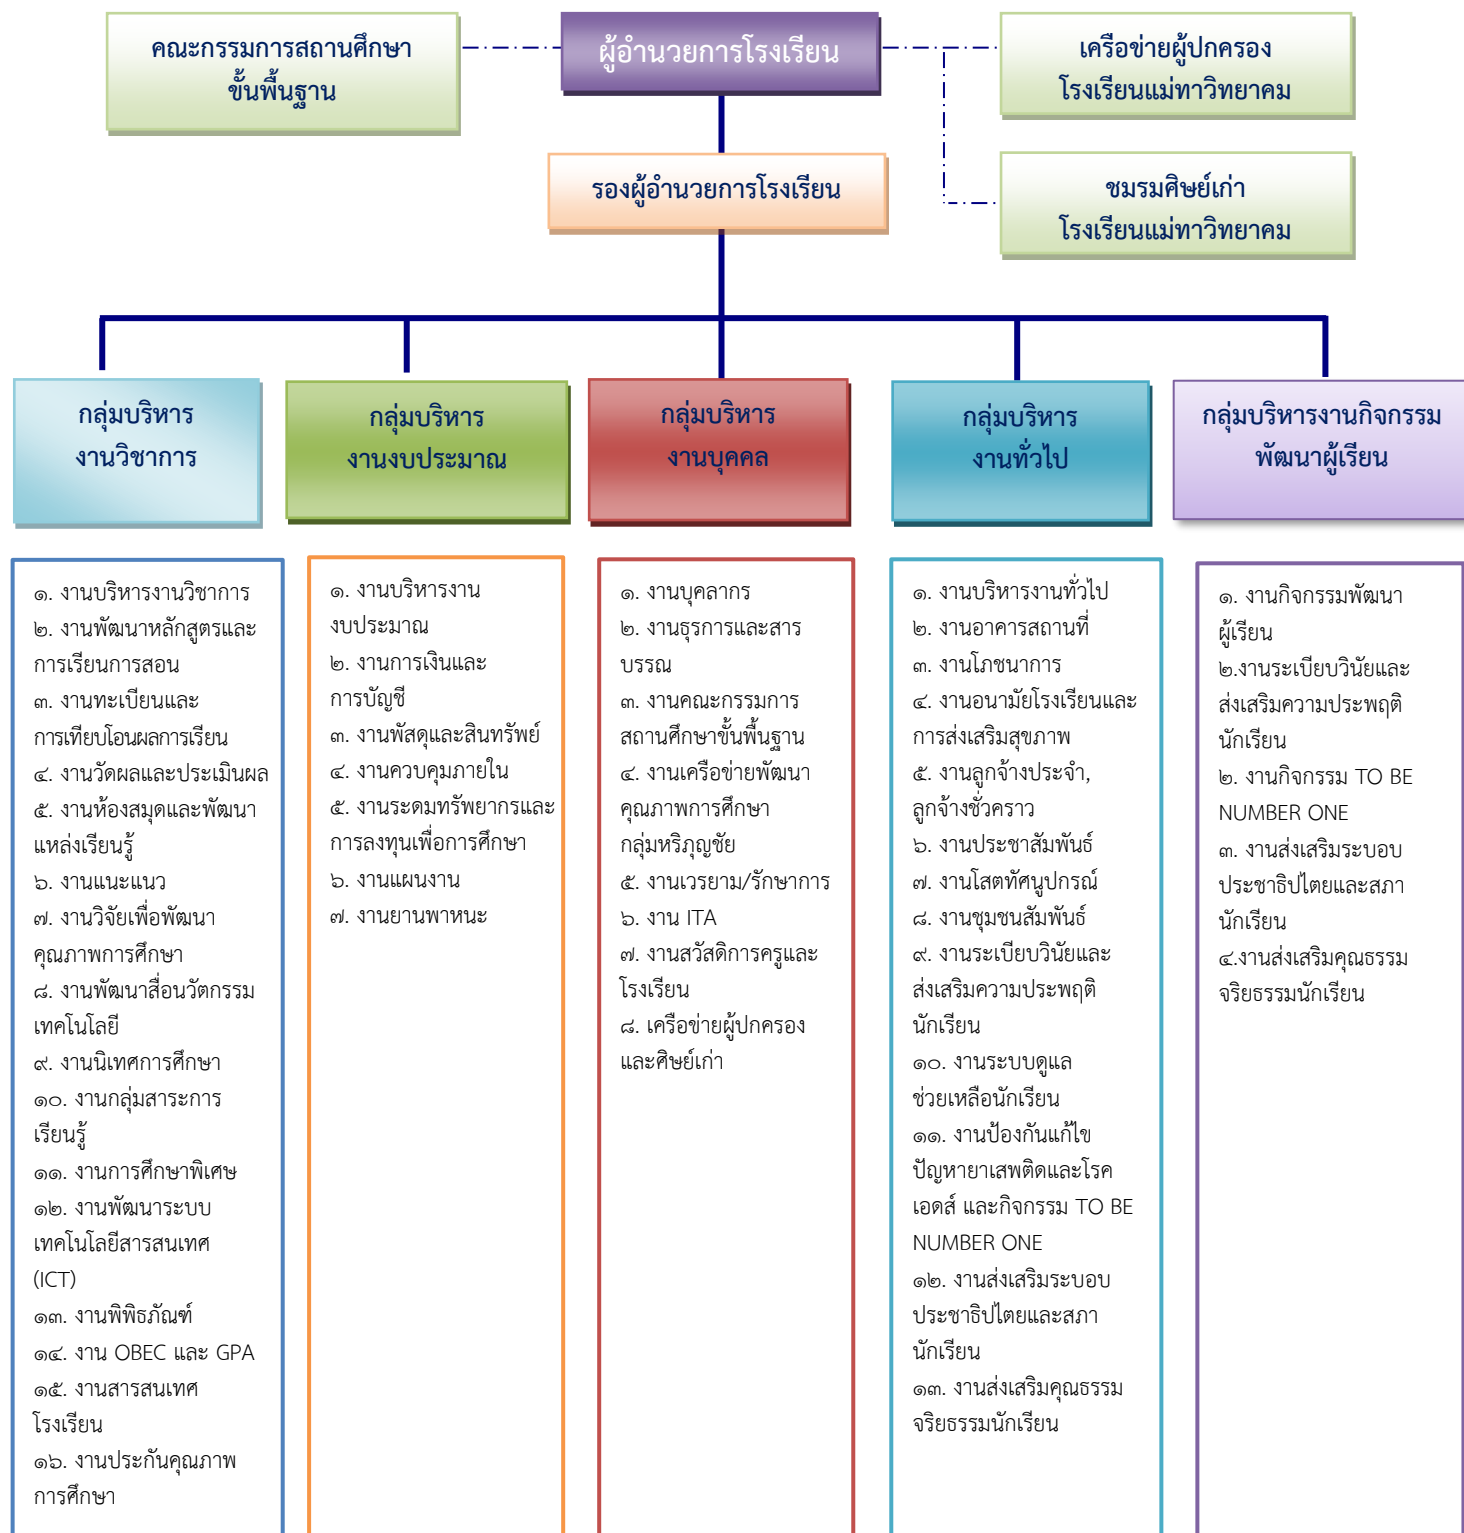 คณะกรรมการสถานศึกษา
ขั้นพื้นฐาน
ผู้อำนวยการโรงเรียน
เครือข่ายผู้ปกครอง
โรงเรียนแม่ทาวิทยาคม
รองผู้อำนวยการโรงเรียน
ชมรมศิษย์เก่า
โรงเรียนแม่ทาวิทยาคม
กลุ่มบริหาร
งานวิชาการ
กลุ่มบริหาร
งานงบประมาณ
กลุ่มบริหาร
งานบุคคล
กลุ่มบริหาร
งานทั่วไป
กลุ่มบริหารงานกิจกรรม
พัฒนาผู้เรียน
๑. งานบริหารงานวิชาการ
๒. งานพัฒนาหลักสูตรและ
การเรียนการสอน
๓. งานทะเบียนและ
การเทียบโอนผลการเรียน
๔. งานวัดผลและประเมินผล
๕. งานห้องสมุดและพัฒนา
แหล่งเรียนรู้
๖. งานแนะแนว
๗. งานวิจัยเพื่อพัฒนา
คุณภาพการศึกษา
๘. งานพัฒนาสื่อนวัตกรรม
เทคโนโลยี
๙. งานนิเทศการศึกษา
๑๐. งานกลุ่มสาระการ
เรียนรู้
๑๑. งานการศึกษาพิเศษ
๑๒. งานพัฒนาระบบ
เทคโนโลยีสารสนเทศ
(ICT)
๑๓. งานพิพิธภัณฑ์
๑๔. งาน OBEC และ GPA
๑๕. งานสารสนเทศ
โรงเรียน
๑๖. งานประกันคุณภาพ
การศึกษา
๑. งานบริหารงาน
งบประมาณ
๒. งานการเงินและ
การบัญชี
๓. งานพัสดุและสินทรัพย์
๔. งานควบคุมภายใน
๕. งานระดมทรัพยากรและ
การลงทุนเพื่อการศึกษา
๖. งานแผนงาน
๗. งานยานพาหนะ
๑. งานบุคลากร
๒. งานธุรการและสาร
บรรณ
๓. งานคณะกรรมการ
สถานศึกษาขั้นพื้นฐาน
๔. งานเครือข่ายพัฒนา
คุณภาพการศึกษา
กลุ่มหริภุญชัย
๕. งานเวรยาม/รักษาการ
๖. งาน ITA
๗. งานสวัสดิการครูและ
โรงเรียน
๘. เครือข่ายผู้ปกครอง
และศิษย์เก่า
๑. งานบริหารงานทั่วไป
๒. งานอาคารสถานที่
๓. งานโภชนาการ
๔. งานอนามัยโรงเรียนและ
การส่งเสริมสุขภาพ
๕. งานลูกจ้างประจำ,
ลูกจ้างชั่วคราว
๖. งานประชาสัมพันธ์
๗. งานโสตทัศนูปกรณ์
๘. งานชุมชนสัมพันธ์
๙. งานระเบียบวินัยและ
ส่งเสริมความประพฤติ
นักเรียน
๑๐. งานระบบดูแล
ช่วยเหลือนักเรียน
๑๑. งานป้องกันแก้ไข
ปัญหายาเสพติดและโรค
เอดส์ และกิจกรรม TO BE
NUMBER ONE
๑๒. งานส่งเสริมระบอบ
ประชาธิปไตยและสภา
นักเรียน
๑๓. งานส่งเสริมคุณธรรม
จริยธรรมนักเรียน
๑. งานกิจกรรมพัฒนา
ผู้เรียน
๒.งานระเบียบวินัยและ
ส่งเสริมความประพฤติ
นักเรียน
๒. งานกิจกรรม TO BE
NUMBER ONE
๓. งานส่งเสริมระบอบ
ประชาธิปไตยและสภา
นักเรียน
๔.งานส่งเสริมคุณธรรม
จริยธรรมนักเรียน